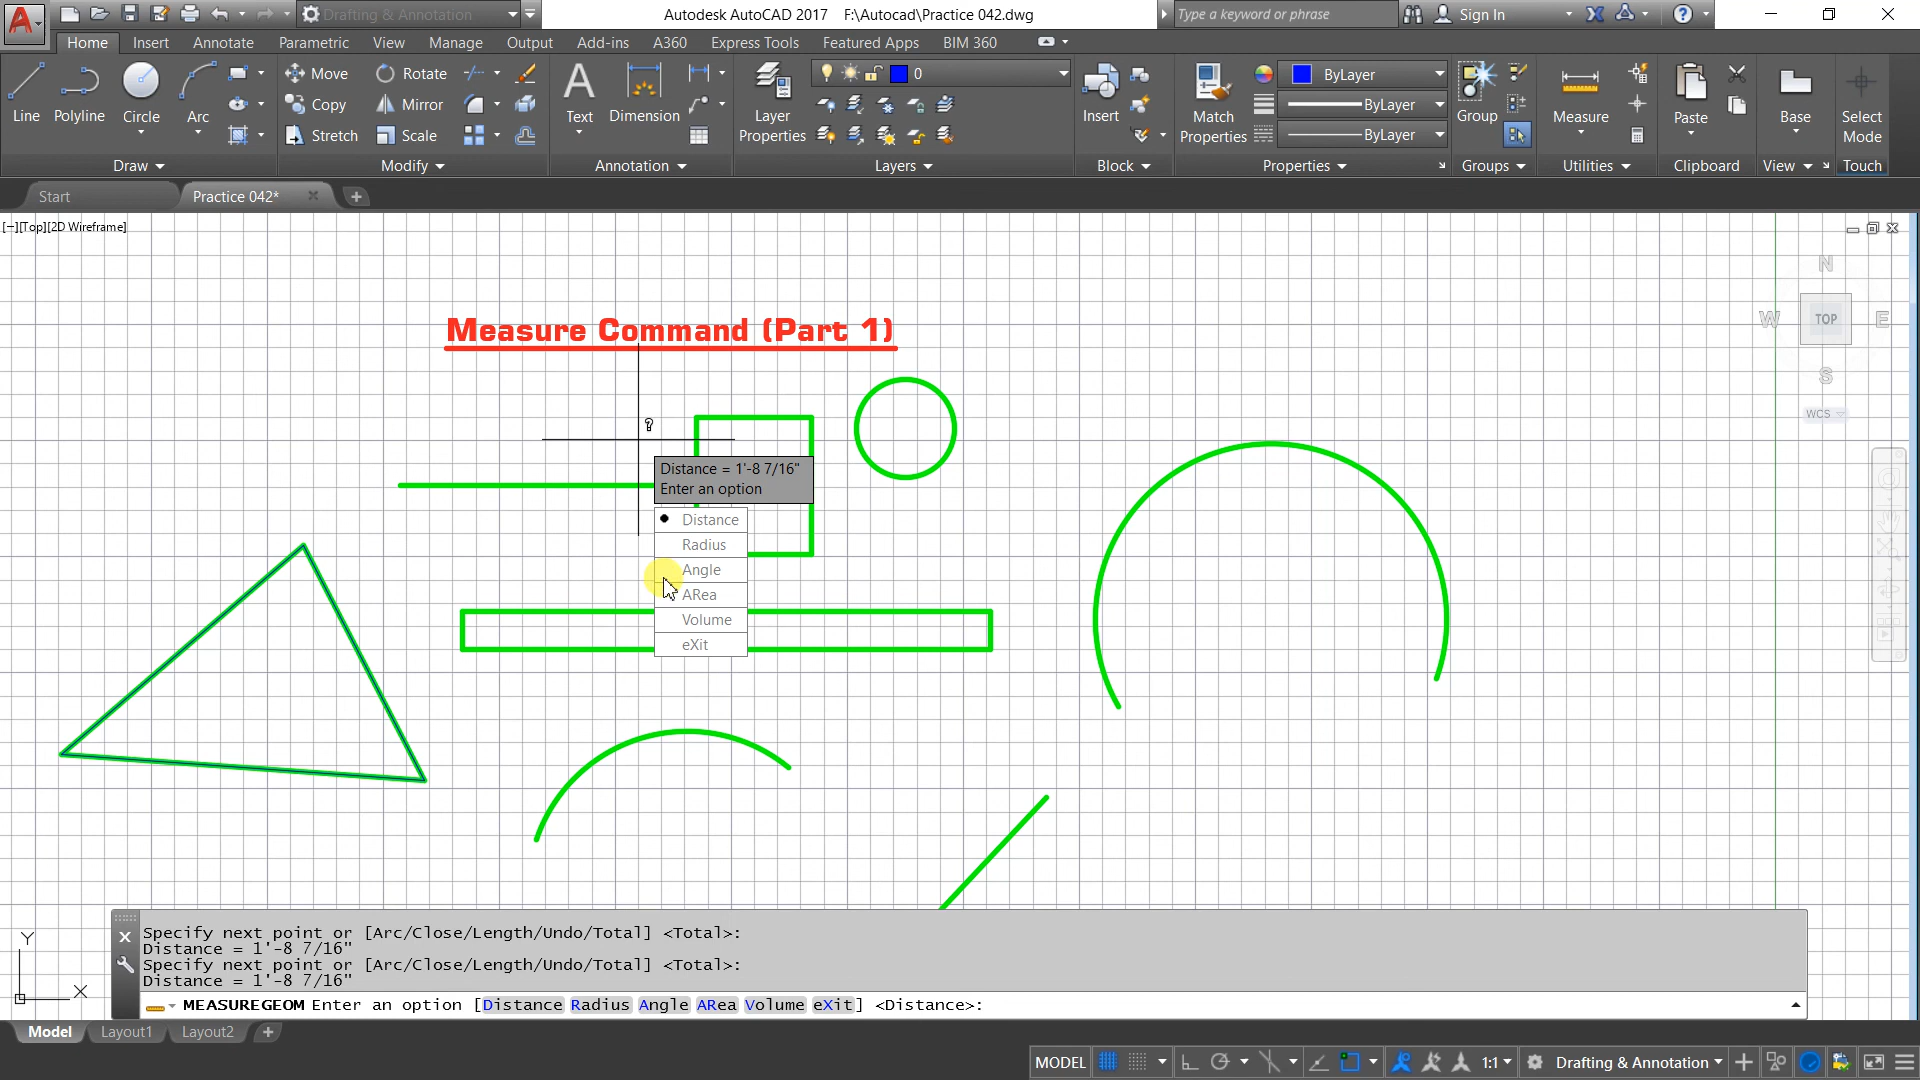 Drafting & Annotation
Autodesk AutoCAD 2017 F:\Autocad\Practice 042.dwg
Type a keyword or phrase
Sign In
Home Insert Annotate Parametric View Manage Output Add-ins A360 Express Tools Featured Apps BIM 360
Line Polyline Circle Arc
Move Rotate
Copy Mirror
Stretch Scale
Text Dimension
Layer Properties
0
Insert
Match Properties
ByLayer
ByLayer
ByLayer
Group
Measure
Paste
Base
Select Mode
Draw Modify Annotation Layers Block Properties Groups Utilities Clipboard View Touch
Start Practice 042*
[−][Top][2D Wireframe]
N
W TOP E
S
WCS
Measure Command (Part 1)
Distance = 1'-8 7/16"
Enter an option
Distance
Radius
Angle
ARea
Volume
eXit
Y
X
Specify next point or [Arc/Close/Length/Undo/Total] <Total>:
Distance = 1'-8 7/16"
Specify next point or [Arc/Close/Length/Undo/Total] <Total>:
Distance = 1'-8 7/16"
MEASUREGEOM Enter an option [Distance Radius Angle ARea Volume eXit] <Distance>:
Model Layout1 Layout2
MODEL 1:1 Drafting & Annotation